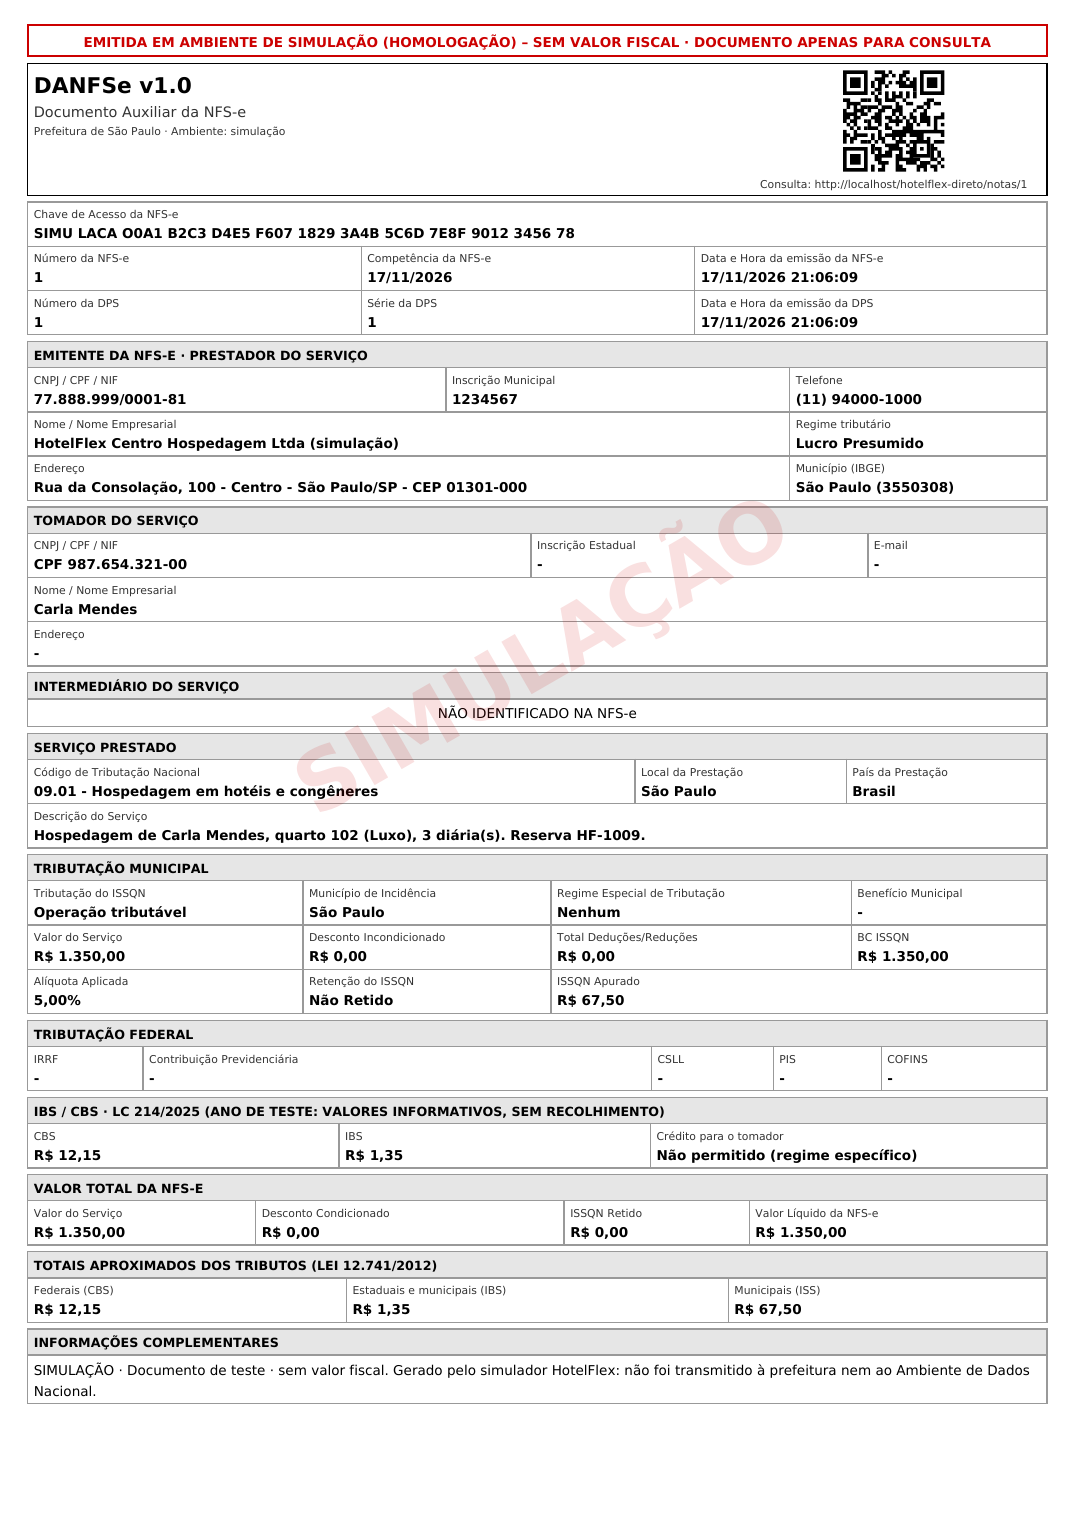 EMITIDA EM AMBIENTE DE SIMULAÇÃO (HOMOLOGAÇÃO) – SEM VALOR FISCAL · DOCUMENTO APENAS PARA CONSULTA
DANFSe v1.0
Documento Auxiliar da NFS-e
Prefeitura de São Paulo · Ambiente: simulação
Consulta: http://localhost/hotelflex-direto/notas/1
Chave de Acesso da NFS-e
SIMU LACA O0A1 B2C3 D4E5 F607 1829 3A4B 5C6D 7E8F 9012 3456 78
Número da NFS-e Competência da NFS-e Data e Hora da emissão da NFS-e
1 17/11/2026 17/11/2026 21:06:09
Número da DPS Série da DPS Data e Hora da emissão da DPS
1 1 17/11/2026 21:06:09
EMITENTE DA NFS-E · PRESTADOR DO SERVIÇO
CNPJ / CPF / NIF Inscrição Municipal Telefone
77.888.999/0001-81 1234567 (11) 94000-1000
Nome / Nome Empresarial Regime tributário
HotelFlex Centro Hospedagem Ltda (simulação) Lucro Presumido
Endereço Município (IBGE)
Rua da Consolação, 100 - Centro - São Paulo/SP - CEP 01301-000 São Paulo (3550308)
TOMADOR DO SERVIÇO
CNPJ / CPF / NIF Inscrição Estadual E-mail
CPF 987.654.321-00 - -
Nome / Nome Empresarial
Carla Mendes
Endereço
-
SIMULAÇÃO
INTERMEDIÁRIO DO SERVIÇO
NÃO IDENTIFICADO NA NFS-e
SERVIÇO PRESTADO
Código de Tributação Nacional Local da Prestação País da Prestação
09.01 - Hospedagem em hotéis e congêneres São Paulo Brasil
Descrição do Serviço
Hospedagem de Carla Mendes, quarto 102 (Luxo), 3 diária(s). Reserva HF-1009.
TRIBUTAÇÃO MUNICIPAL
Tributação do ISSQN Município de Incidência Regime Especial de Tributação Benefício Municipal
Operação tributável São Paulo Nenhum -
Valor do Serviço Desconto Incondicionado Total Deduções/Reduções BC ISSQN
R$ 1.350,00 R$ 0,00 R$ 0,00 R$ 1.350,00
Alíquota Aplicada Retenção do ISSQN ISSQN Apurado
5,00% Não Retido R$ 67,50
TRIBUTAÇÃO FEDERAL
IRRF Contribuição Previdenciária CSLL PIS COFINS
- - - - -
IBS / CBS · LC 214/2025 (ANO DE TESTE: VALORES INFORMATIVOS, SEM RECOLHIMENTO)
CBS IBS Crédito para o tomador
R$ 12,15 R$ 1,35 Não permitido (regime específico)
VALOR TOTAL DA NFS-E
Valor do Serviço Desconto Condicionado ISSQN Retido Valor Líquido da NFS-e
R$ 1.350,00 R$ 0,00 R$ 0,00 R$ 1.350,00
TOTAIS APROXIMADOS DOS TRIBUTOS (LEI 12.741/2012)
Federais (CBS) Estaduais e municipais (IBS) Municipais (ISS)
R$ 12,15 R$ 1,35 R$ 67,50
INFORMAÇÕES COMPLEMENTARES
SIMULAÇÃO · Documento de teste · sem valor fiscal. Gerado pelo simulador HotelFlex: não foi transmitido à prefeitura nem ao Ambiente de Dados
Nacional.